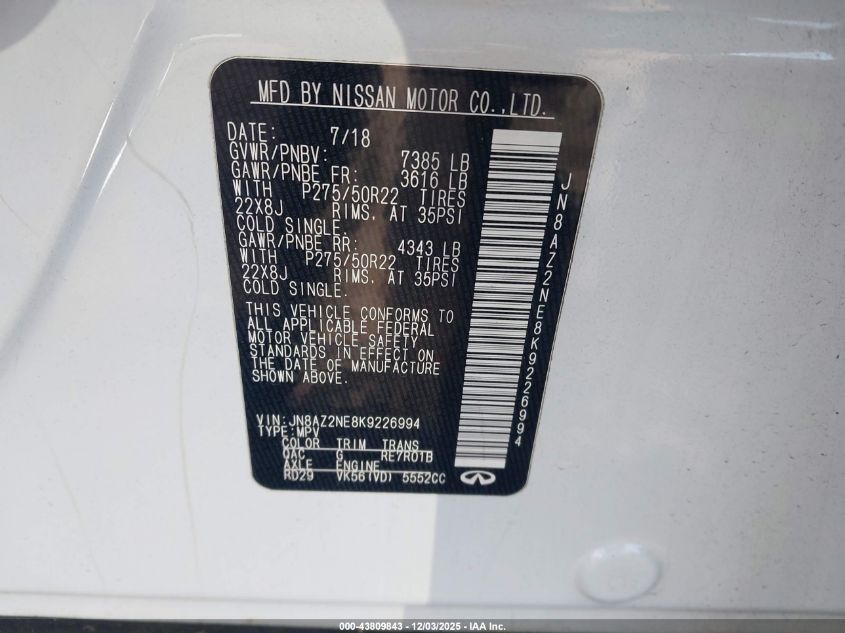 MFD BY NISSAN MOTOR CO.,LTD.
DATE: 7/18
GVWR/PNBV: 7385 LB
GAWR/PNBE FR: 3616 LB
WITH P275/50R22 TIRES
22X8J RIMS. AT 35PSI
COLD SINGLE.
GAWR/PNBE RR: 4343 LB
WITH P275/50R22 TIRES
22X8J RIMS. AT 35PSI
COLD SINGLE.
THIS VEHICLE CONFORMS TO
ALL APPLICABLE FEDERAL
MOTOR VEHICLE SAFETY
STANDARDS IN EFFECT ON
THE DATE OF MANUFACTURE
SHOWN ABOVE.
VIN:JN8AZ2NE8K9226994
TYPE:MPV
COLOR TRIM TRANS
QAC G RE7R01B
AXLE ENGINE
RD29 VK56(VD) 5552CC
JN8AZ2NE8K9226994
000-43809843 - 12/03/2025 - IAA Inc.